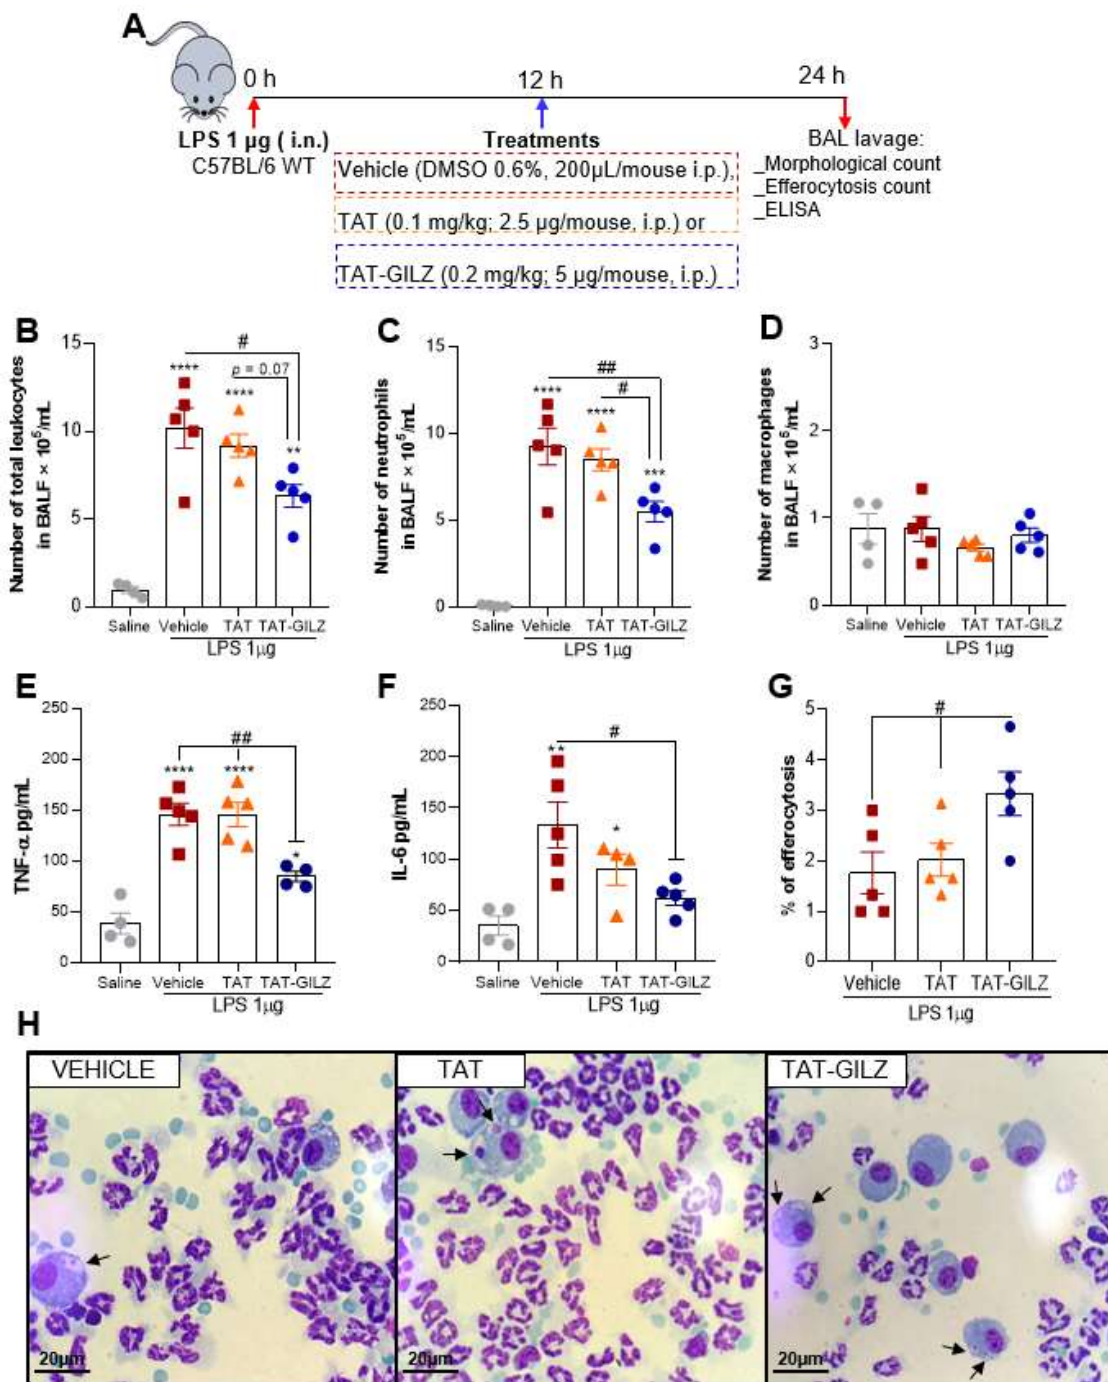 A
0 h
12 h
24 h
LPS 1 µg ( i.n.)
C57BL/6 WT
Treatments
Vehicle (DMSO 0.6%, 200µL/mouse i.p.),
TAT (0.1 mg/kg; 2.5 µg/mouse, i.p.) or
TAT-GILZ (0.2 mg/kg; 5 µg/mouse, i.p.)
BAL lavage:
_Morphological count
_Efferocytosis count
_ELISA
B
Number of total leukocytes
in BALF × 10⁵/mL
15
10
5
0
#
p = 0.07
****
****
**
Saline
Vehicle
TAT
TAT-GILZ
LPS 1µg
C
Number of neutrophils
in BALF × 10⁵/mL
15
10
5
0
##
#
****
****
***
Saline
Vehicle
TAT
TAT-GILZ
LPS 1µg
D
Number of macrophages
in BALF × 10⁵/mL
3
2
1
0
Saline
Vehicle
TAT
TAT-GILZ
LPS 1µg
E
TNF-α pg/mL
250
200
150
100
50
0
##
****
****
*
Saline
Vehicle
TAT
TAT-GILZ
LPS 1µg
F
IL-6 pg/mL
250
200
150
100
50
0
#
**
*
Saline
Vehicle
TAT
TAT-GILZ
LPS 1µg
G
% of efferocytosis
5
4
3
2
1
0
#
Vehicle
TAT
TAT-GILZ
LPS 1µg
H
VEHICLE
TAT
TAT-GILZ
20µm
20µm
20µm